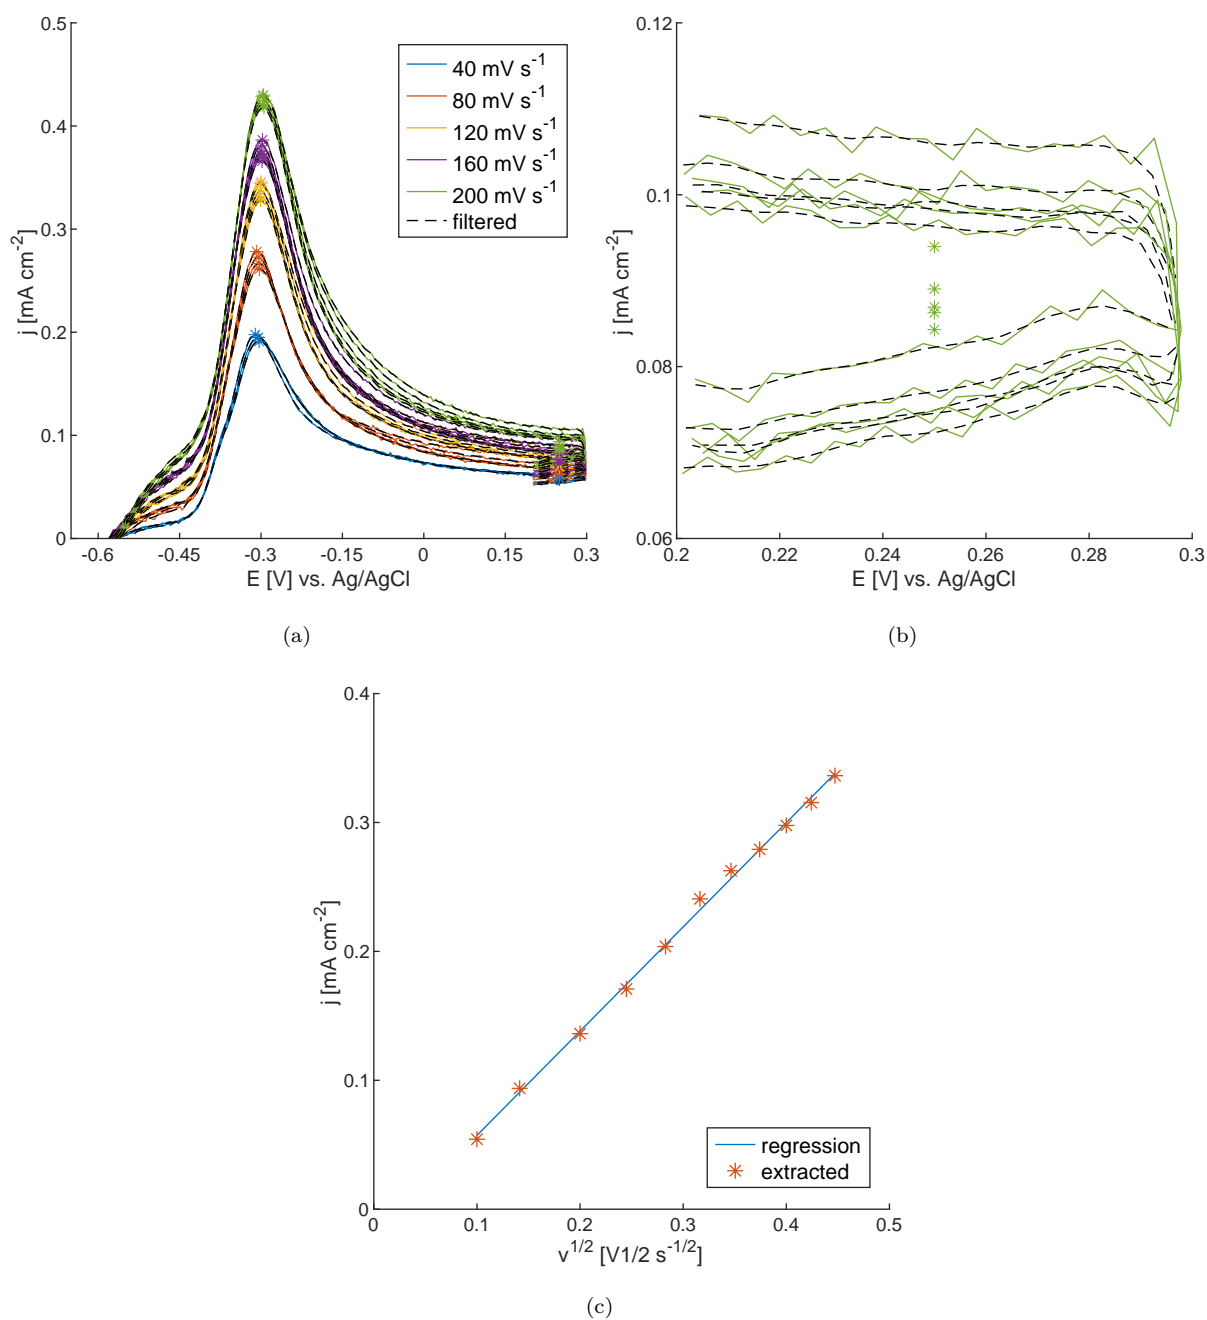 0.5
0.4
0.3
0.2
0.1
0
-0.6
-0.45
-0.3
-0.15
0
0.15
0.3
j [mA cm-2]
E [V] vs. Ag/AgCl
40 mV s-1
80 mV s-1
120 mV s-1
160 mV s-1
200 mV s-1
filtered
(a)
0.12
0.1
0.08
0.06
0.2
0.22
0.24
0.26
0.28
0.3
j [mA cm-2]
E [V] vs. Ag/AgCl
(b)
0.4
0.3
0.2
0.1
0
0
0.1
0.2
0.3
0.4
0.5
j [mA cm-2]
v1/2 [V1/2 s-1/2]
regression
extracted
(c)